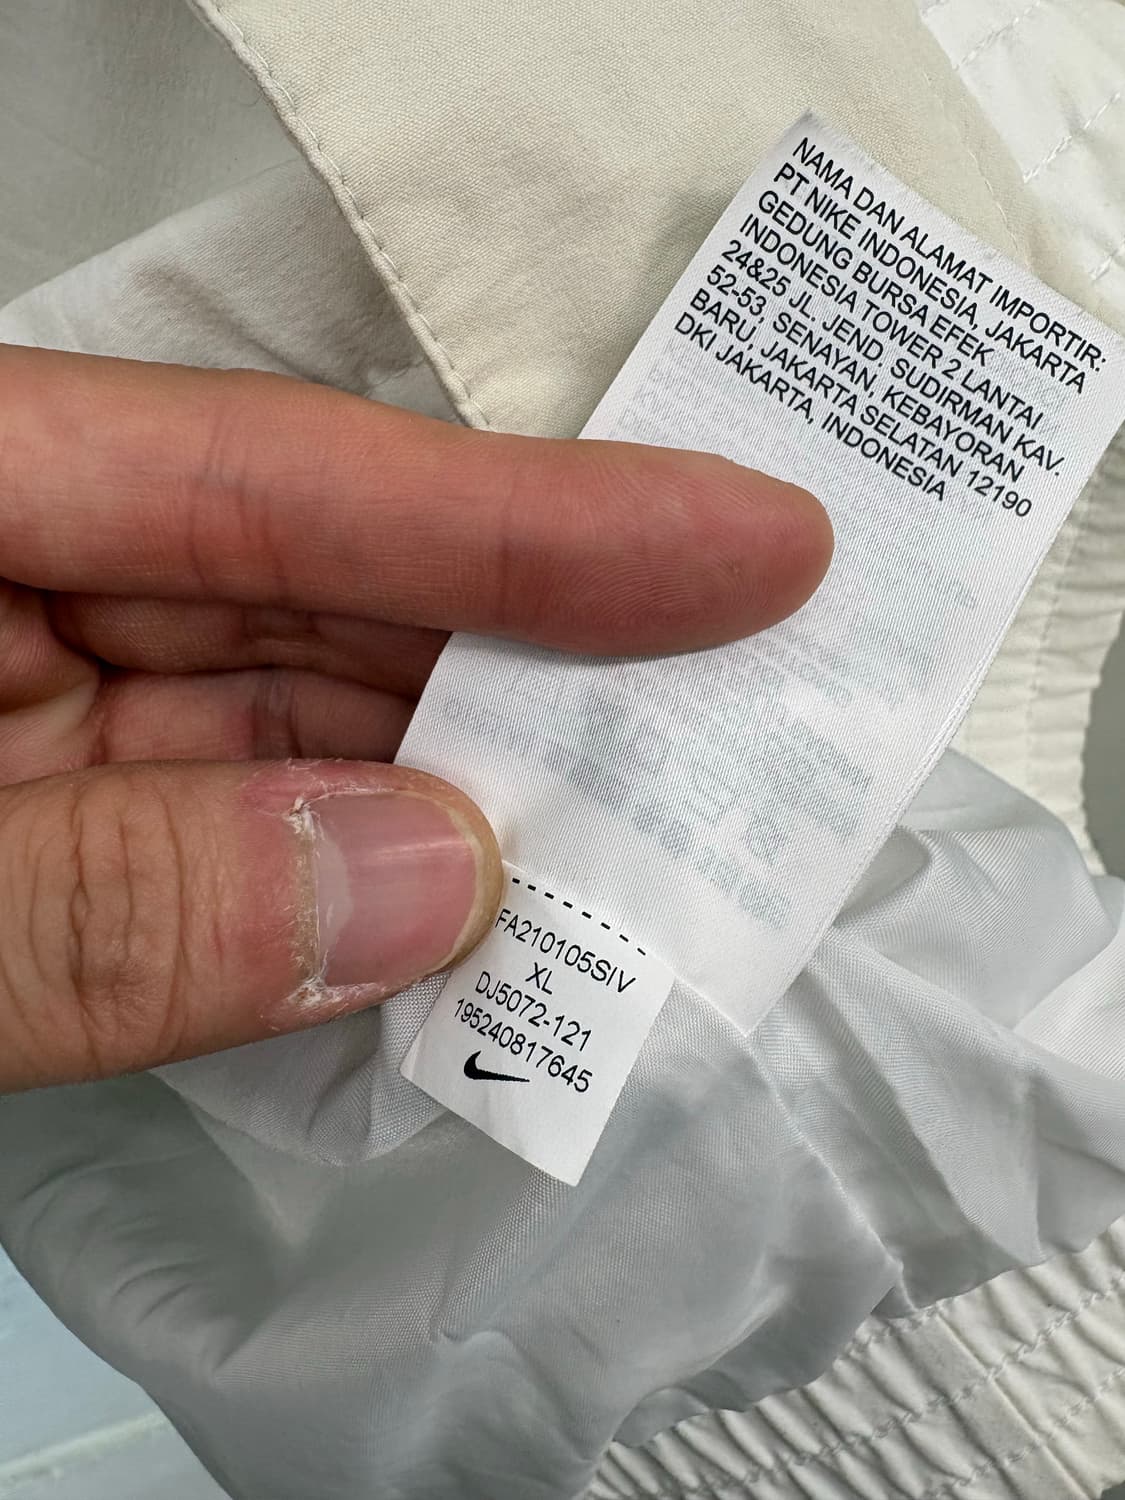 NAMA DAN ALAMAT IMPORTIR:
PT NIKE INDONESIA, JAKARTA
GEDUNG BURSA EFEK
INDONESIA TOWER 2 LANTAI
24&25 JL. JEND. SUDIRMAN KAV.
52-53, SENAYAN, KEBAYORAN
BARU, JAKARTA SELATAN 12190
DKI JAKARTA, INDONESIA
FA210105SIV
XL
DJ5072-121
195240817645